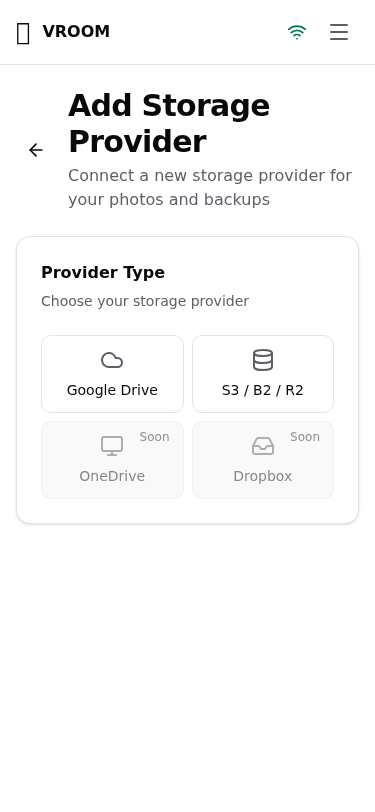 VROOM
Add Storage
Provider
Connect a new storage provider for
your photos and backups
Provider Type
Choose your storage provider
Google Drive
S3 / B2 / R2
Soon
OneDrive
Soon
Dropbox